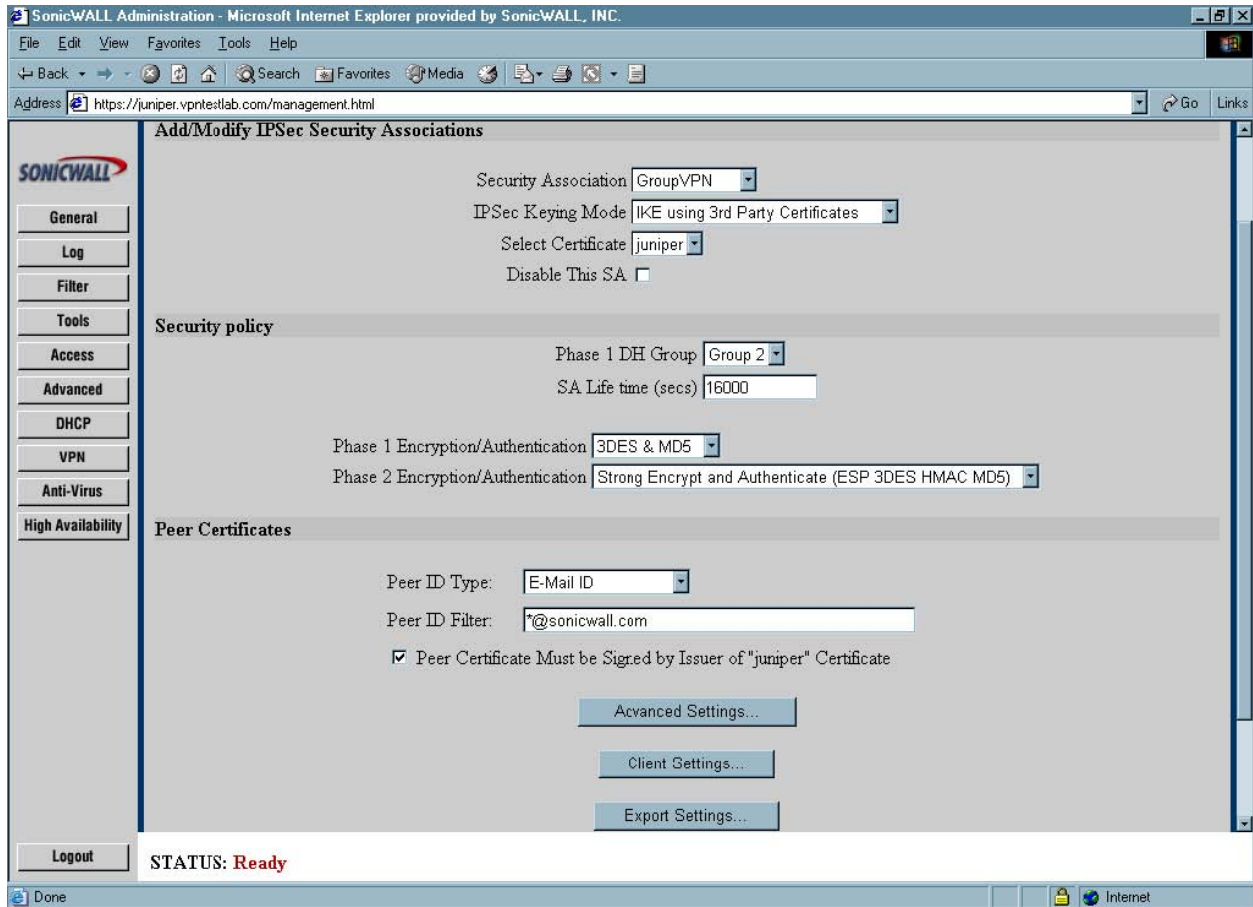 SonicWALL Administration - Microsoft Internet Explorer provided by SonicWALL, INC.
File Edit View Favorites Tools Help
Back Search Favorites Media
Address https://juniper.vpntestlab.com/management.html Go Links
SONICWALL
General
Log
Filter
Tools
Access
Advanced
DHCP
VPN
Anti-Virus
High Availability
Logout
Add/Modify IPSec Security Associations
Security Association GroupVPN
IPSec Keying Mode IKE using 3rd Party Certificates
Select Certificate juniper
Disable This SA
Security policy
Phase 1 DH Group Group 2
SA Life time (secs) 16000
Phase 1 Encryption/Authentication 3DES & MD5
Phase 2 Encryption/Authentication Strong Encrypt and Authenticate (ESP 3DES HMAC MD5)
Peer Certificates
Peer ID Type: E-Mail ID
Peer ID Filter: *@sonicwall.com
Peer Certificate Must be Signed by Issuer of "juniper" Certificate
Advanced Settings...
Client Settings...
Export Settings...
STATUS: Ready
Done Internet